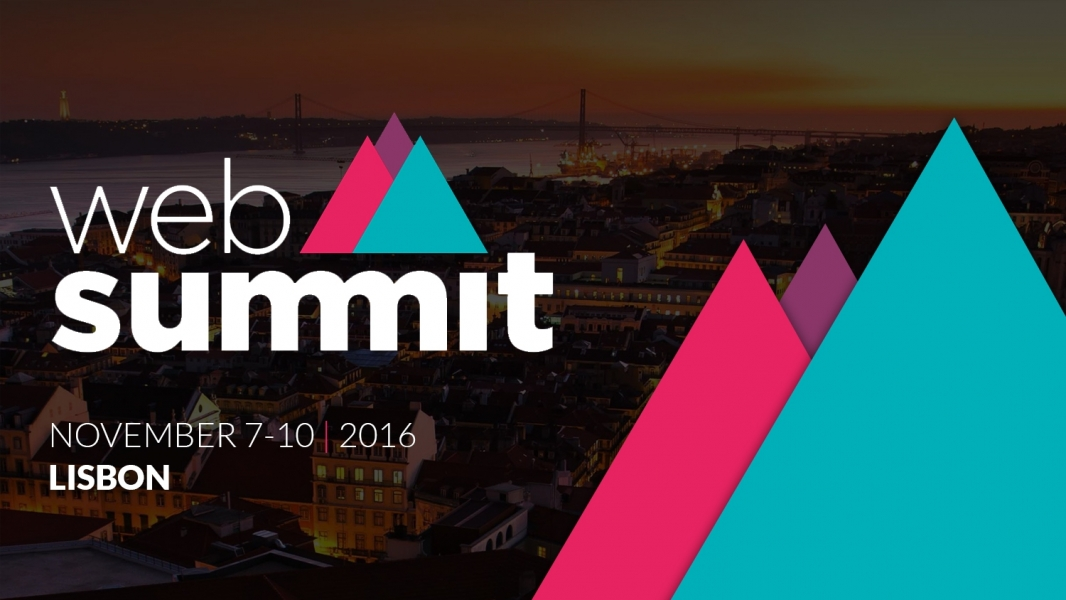 web
summit
NOVEMBER 7-10 | 2016
LISBON